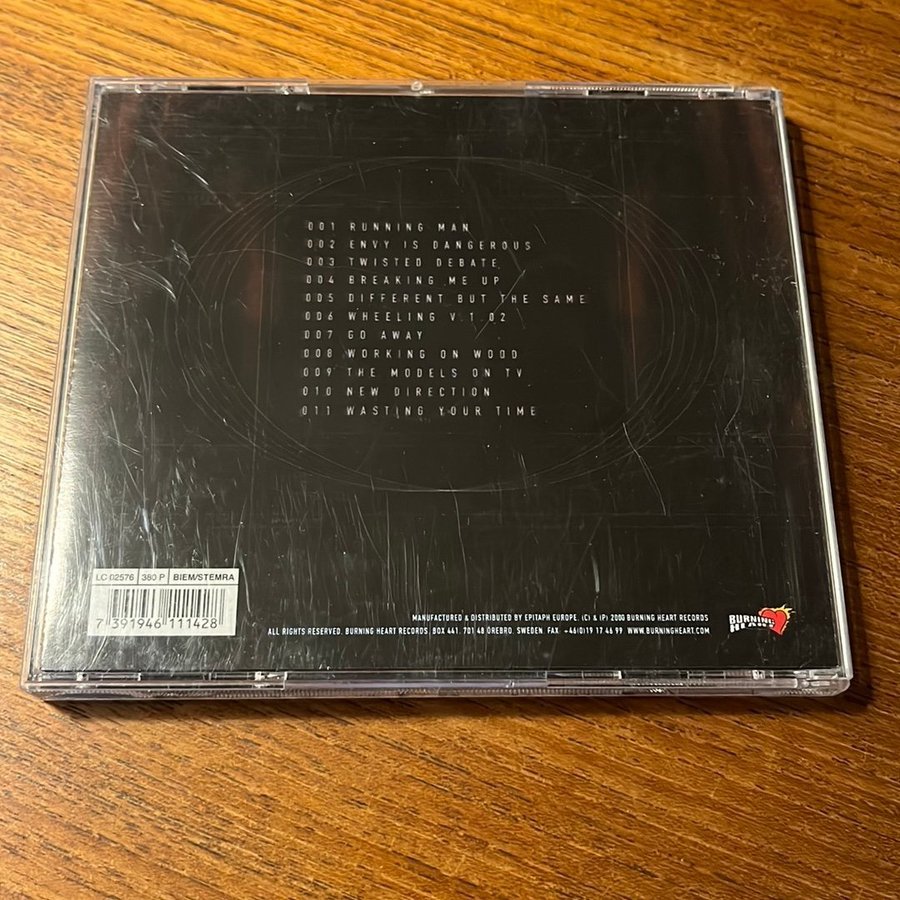 001 RUNNING MAN
002 ENVY IS DANGEROUS
003 TWISTED DEBATE
004 BREAKING ME UP
005 DIFFERENT BUT THE SAME
006 WHEELING V.1.02
007 GO AWAY
008 WORKING ON WOOD
009 THE MODELS ON TV
010 NEW DIRECTION
011 WASTING YOUR TIME
LC 02576 380 P BIEM/STEMRA
7 391946 111428
MANUFACTURED & DISTRIBUTED BY EPITAPH EUROPE. (C) & (P) 2000 BURNING HEART RECORDS
ALL RIGHTS RESERVED. BURNING HEART RECORDS, BOX 441, 701 48 ÖREBRO, SWEDEN. FAX. +46(0)19 17 46 99 WWW.BURNINGHEART.COM
BURNING
HEART